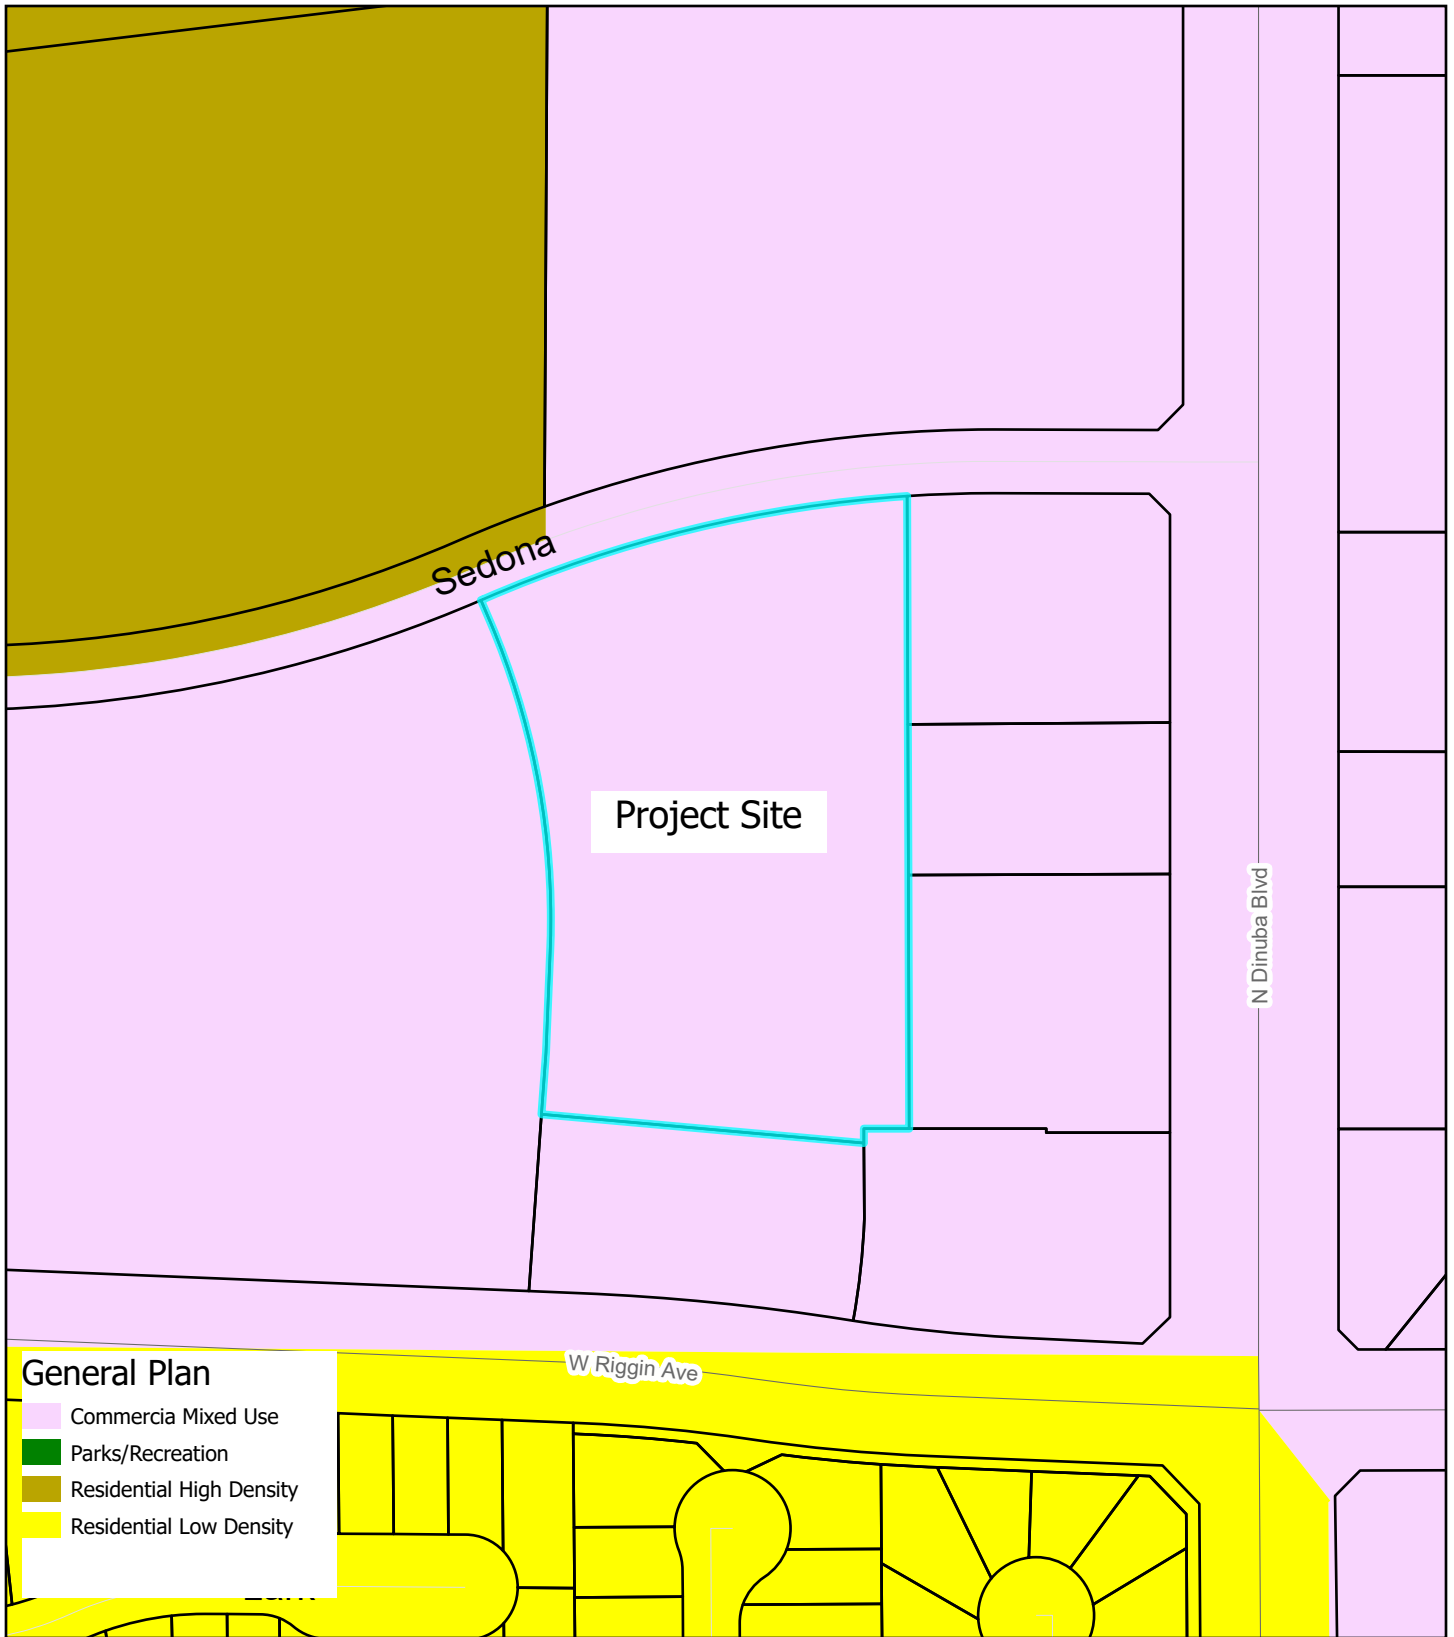 Sedona
Project Site
N Dinuba Blvd
W Riggin Ave
General Plan
Commercia Mixed Use
Parks/Recreation
Residential High Density
Residential Low Density